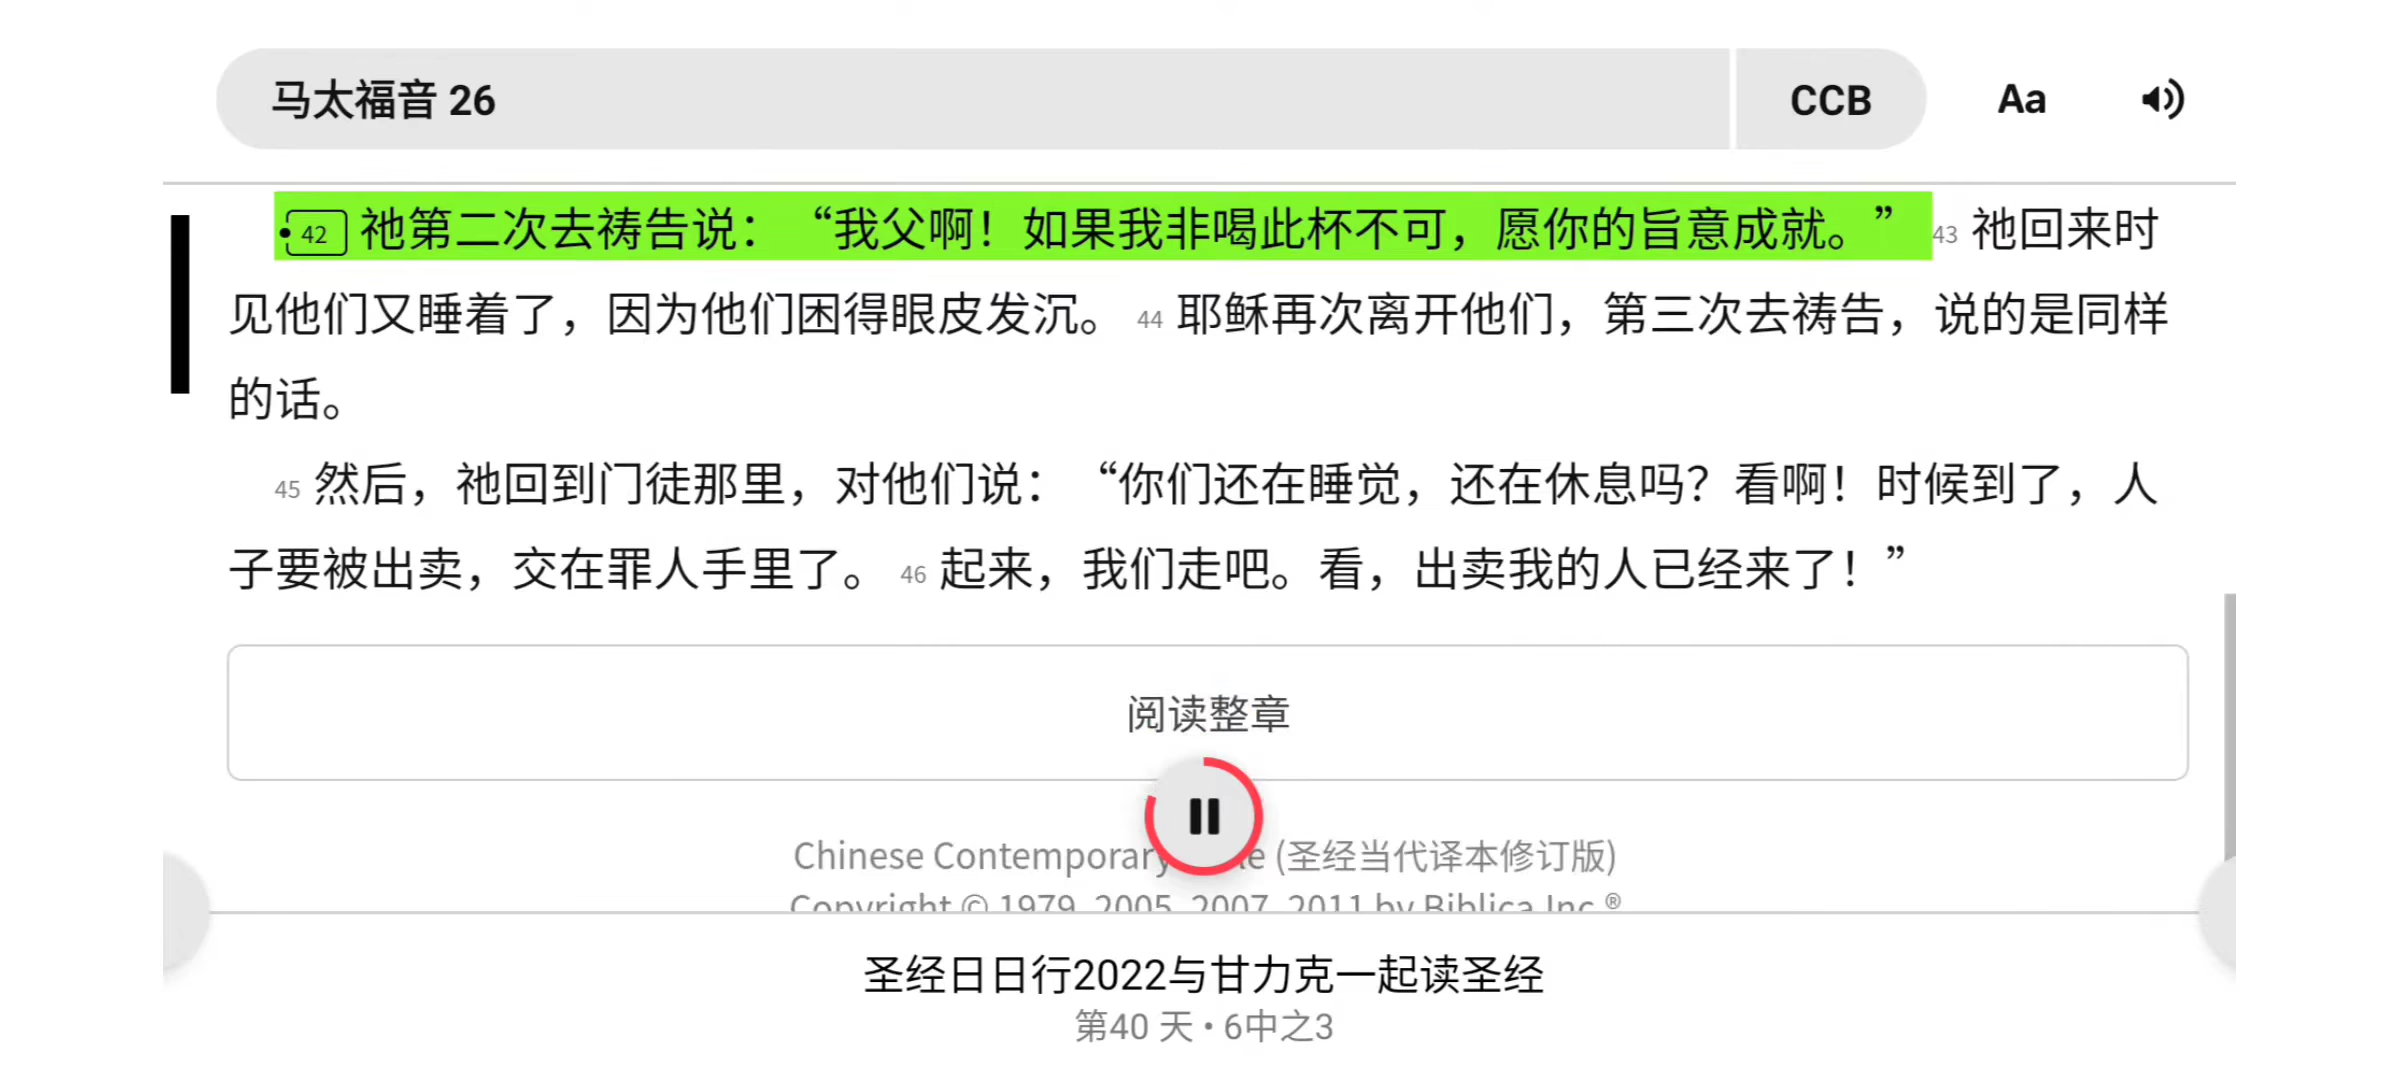 马太福音 26 CCB Aa
42 祂第二次去祷告说：“我父啊！如果我非喝此杯不可，愿你的旨意成就。” 43 祂回来时
见他们又睡着了，因为他们困得眼皮发沉。 44 耶稣再次离开他们，第三次去祷告，说的是同样
的话。
45 然后，祂回到门徒那里，对他们说：“你们还在睡觉，还在休息吗？看啊！时候到了，人
子要被出卖，交在罪人手里了。 46 起来，我们走吧。看，出卖我的人已经来了！”
阅读整章
Chinese Contemporary (圣经当代译本修订版)
Copyright © 1979, 2005, 2007, 2011 by Biblica Inc.®
圣经日日行2022与甘力克一起读圣经
第40 天 • 6中之3